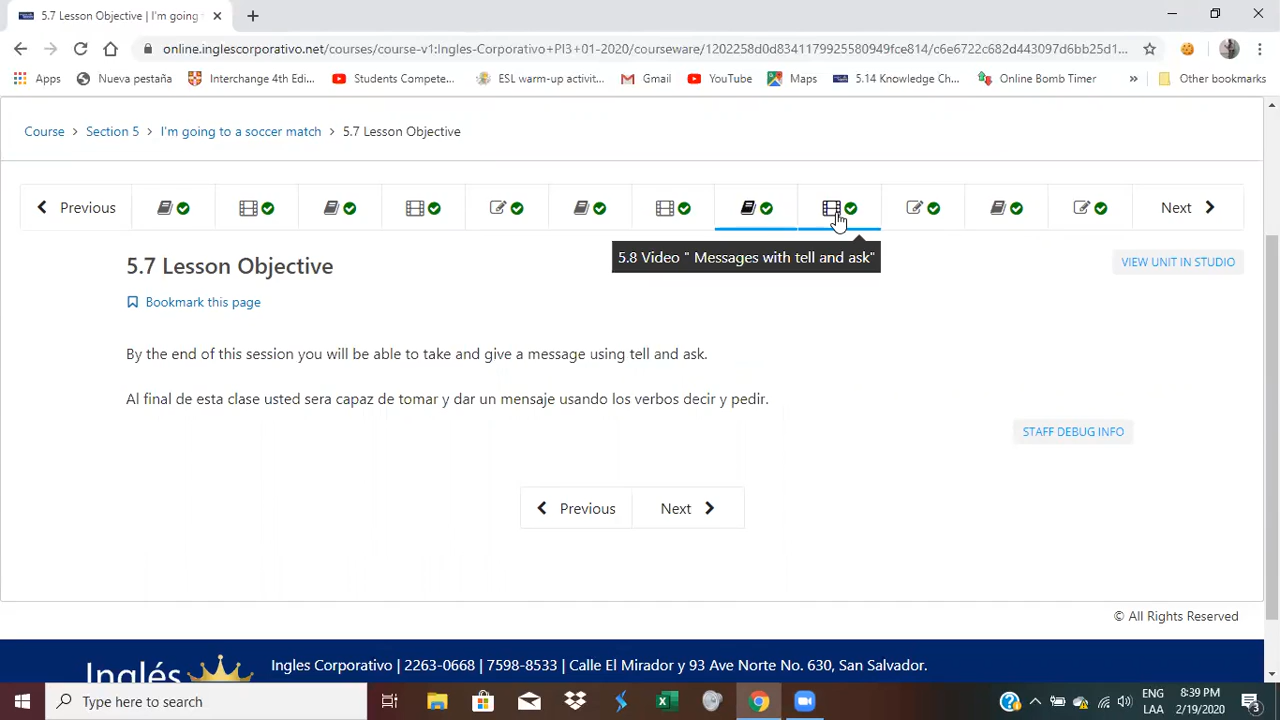 5.7 Lesson Objective | I'm going
online.inglescorporativo.net/courses/course-v1:Ingles-Corporativo+PI3+01-2020/courseware/1202258d0d8341179925580949fce814/c6e6722c682d443097d6bb25d1...
Apps Nueva pestaña Interchange 4th Edi... Students Compete... ESL warm-up activit... Gmail YouTube Maps 5.14 Knowledge Ch... Online Bomb Timer » Other bookmarks
Course > Section 5 > I'm going to a soccer match > 5.7 Lesson Objective
Previous Next
5.8 Video " Messages with tell and ask"
5.7 Lesson Objective
VIEW UNIT IN STUDIO
Bookmark this page
By the end of this session you will be able to take and give a message using tell and ask.
Al final de esta clase usted sera capaz de tomar y dar un mensaje usando los verbos decir y pedir.
STAFF DEBUG INFO
Previous Next
© All Rights Reserved
Inglés
Ingles Corporativo | 2263-0668 | 7598-8533 | Calle El Mirador y 93 Ave Norte No. 630, San Salvador.
Type here to search
ENG
LAA
8:39 PM
2/19/2020
3